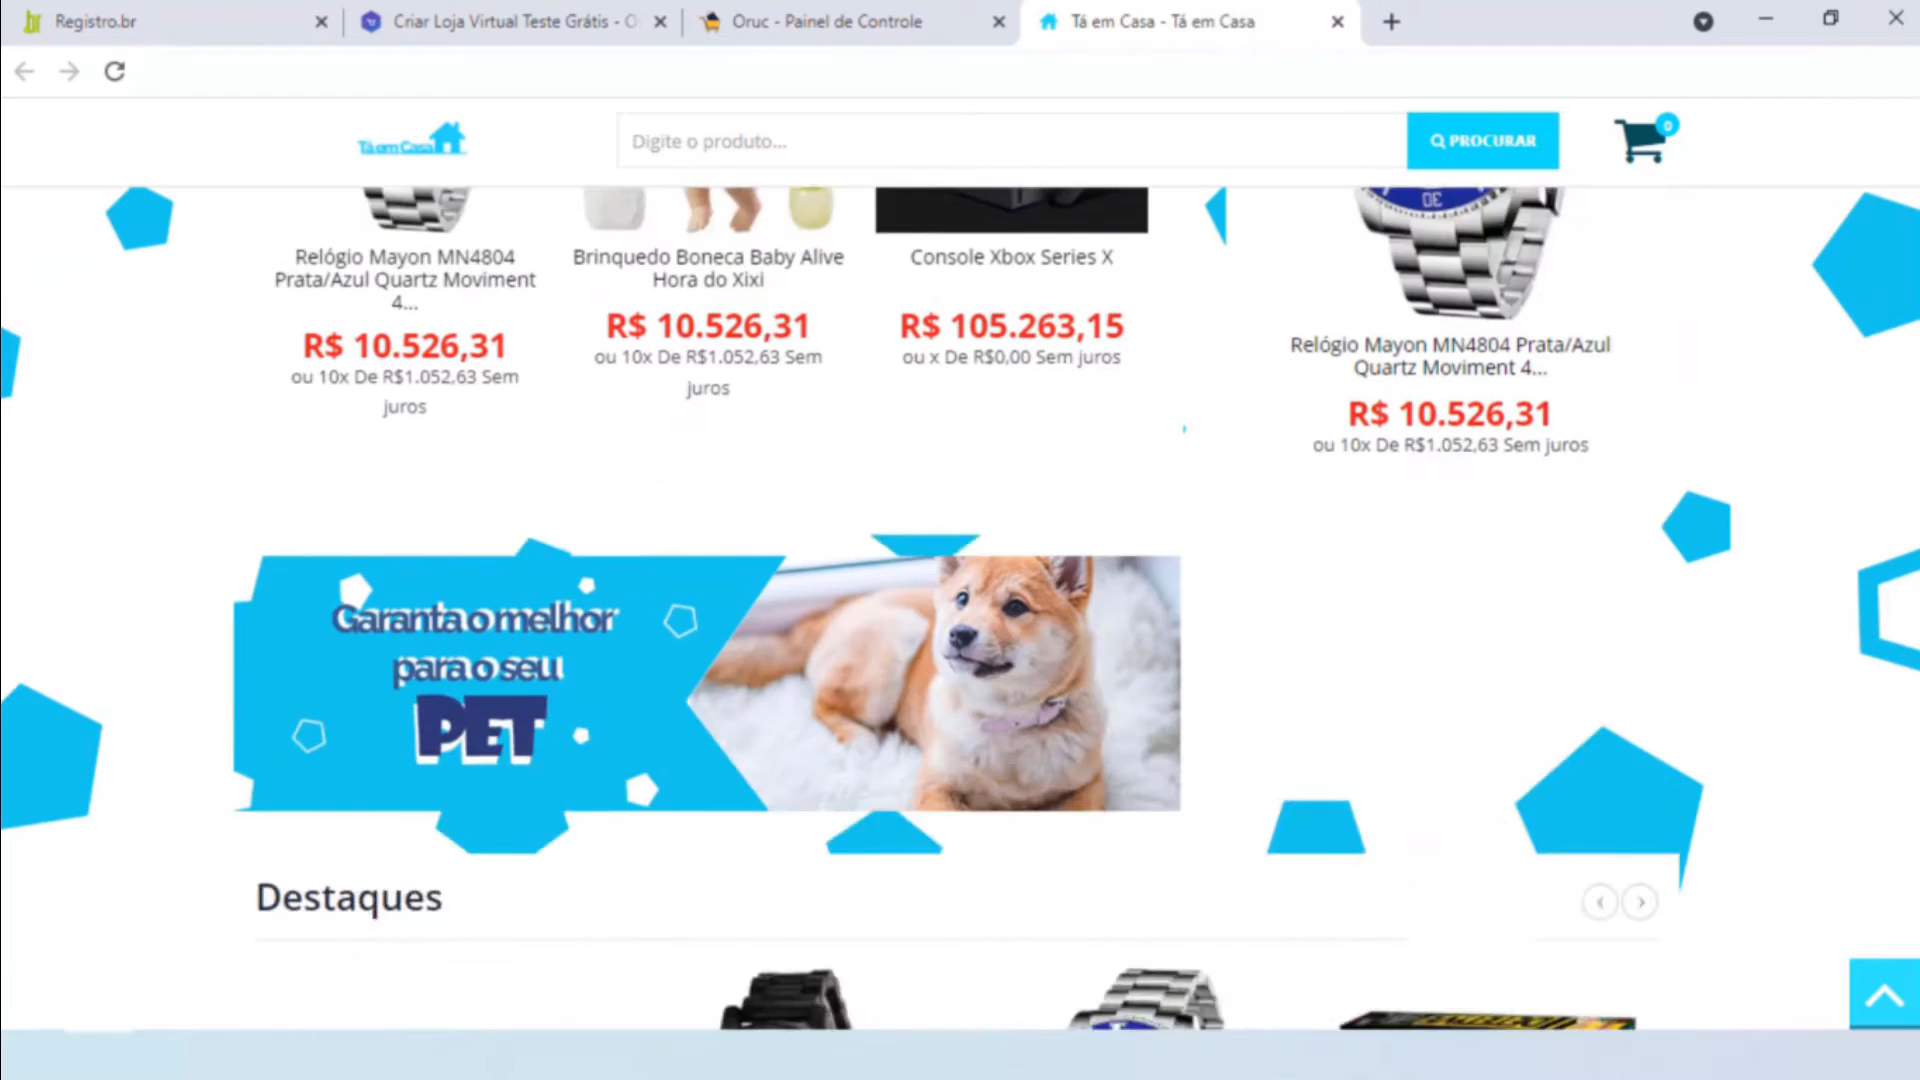 Registro.br
Criar Loja Virtual Teste Grátis - O
Oruc - Painel de Controle
Tá em Casa - Tá em Casa
Tá em Casa
Digite o produto...
PROCURAR
0
Relógio Mayon MN4804
Prata/Azul Quartz Moviment
4...
R$ 10.526,31
ou 10x De R$1.052,63 Sem
juros
Brinquedo Boneca Baby Alive
Hora do Xixi
R$ 10.526,31
ou 10x De R$1.052,63 Sem
juros
Console Xbox Series X
R$ 105.263,15
ou x De R$0,00 Sem juros
Relógio Mayon MN4804 Prata/Azul
Quartz Moviment 4...
R$ 10.526,31
ou 10x De R$1.052,63 Sem juros
Garanta o melhor
para o seu
PET
Destaques